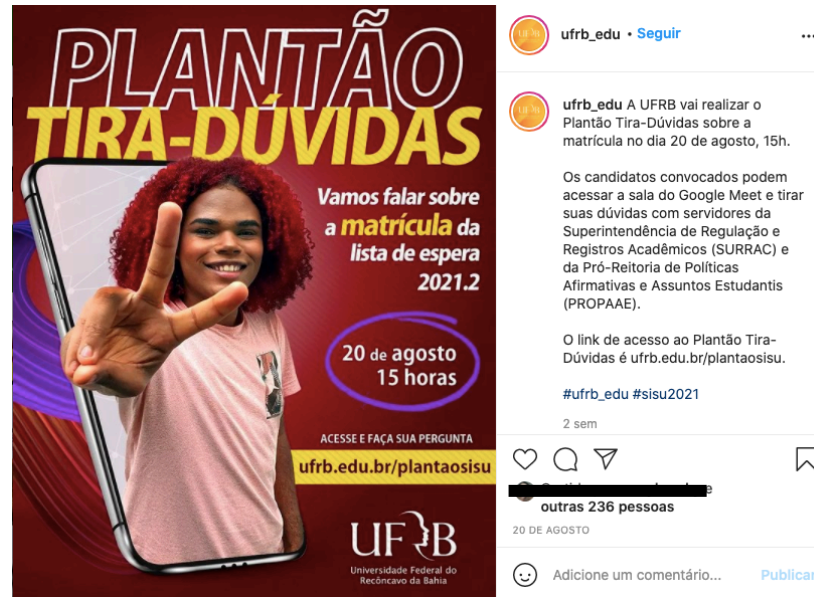 PLANTÃO
TIRA-DÚVIDAS
Vamos falar sobre
a matrícula da
lista de espera
2021.2
20 de agosto
15 horas
ACESSE E FAÇA SUA PERGUNTA
ufrb.edu.br/plantaosisu
UFRB
Universidade Federal do
Recôncavo da Bahia
ufrb_edu • Seguir
ufrb_edu A UFRB vai realizar o
Plantão Tira-Dúvidas sobre a
matrícula no dia 20 de agosto, 15h.
Os candidatos convocados podem
acessar a sala do Google Meet e tirar
suas dúvidas com servidores da
Superintendência de Regulação e
Registros Acadêmicos (SURRAC) e
da Pró-Reitoria de Políticas
Afirmativas e Assuntos Estudantis
(PROPAAE).
O link de acesso ao Plantão Tira-
Dúvidas é ufrb.edu.br/plantaosisu.
#ufrb_edu #sisu2021
2 sem
e
outras 236 pessoas
20 DE AGOSTO
Adicione um comentário... Publicar